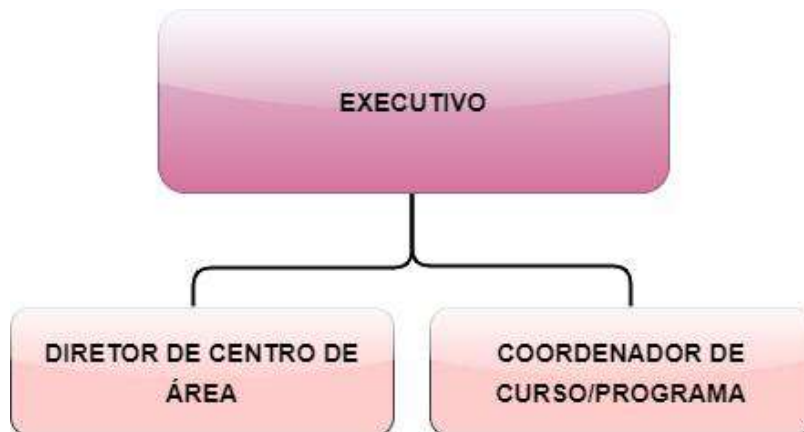 EXECUTIVO
DIRETOR DE CENTRO DE
ÁREA
COORDENADOR DE
CURSO/PROGRAMA